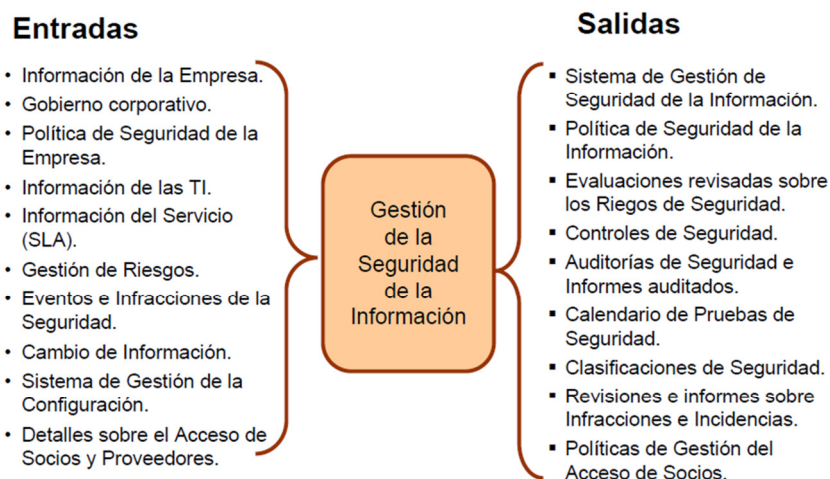 Entradas
• Información de la Empresa.
• Gobierno corporativo.
• Política de Seguridad de la
Empresa.
• Información de las TI.
• Información del Servicio
(SLA).
• Gestión de Riesgos.
• Eventos e Infracciones de la
Seguridad.
• Cambio de Información.
• Sistema de Gestión de la
Configuración.
• Detalles sobre el Acceso de
Socios y Proveedores.
Gestión
de la
Seguridad
de la
Información
Salidas
▪ Sistema de Gestión de
Seguridad de la Información.
▪ Política de Seguridad de la
Información.
▪ Evaluaciones revisadas sobre
los Riegos de Seguridad.
▪ Controles de Seguridad.
▪ Auditorías de Seguridad e
Informes auditados.
▪ Calendario de Pruebas de
Seguridad.
▪ Clasificaciones de Seguridad.
▪ Revisiones e informes sobre
Infracciones e Incidencias.
▪ Políticas de Gestión del
Acceso de Socios.